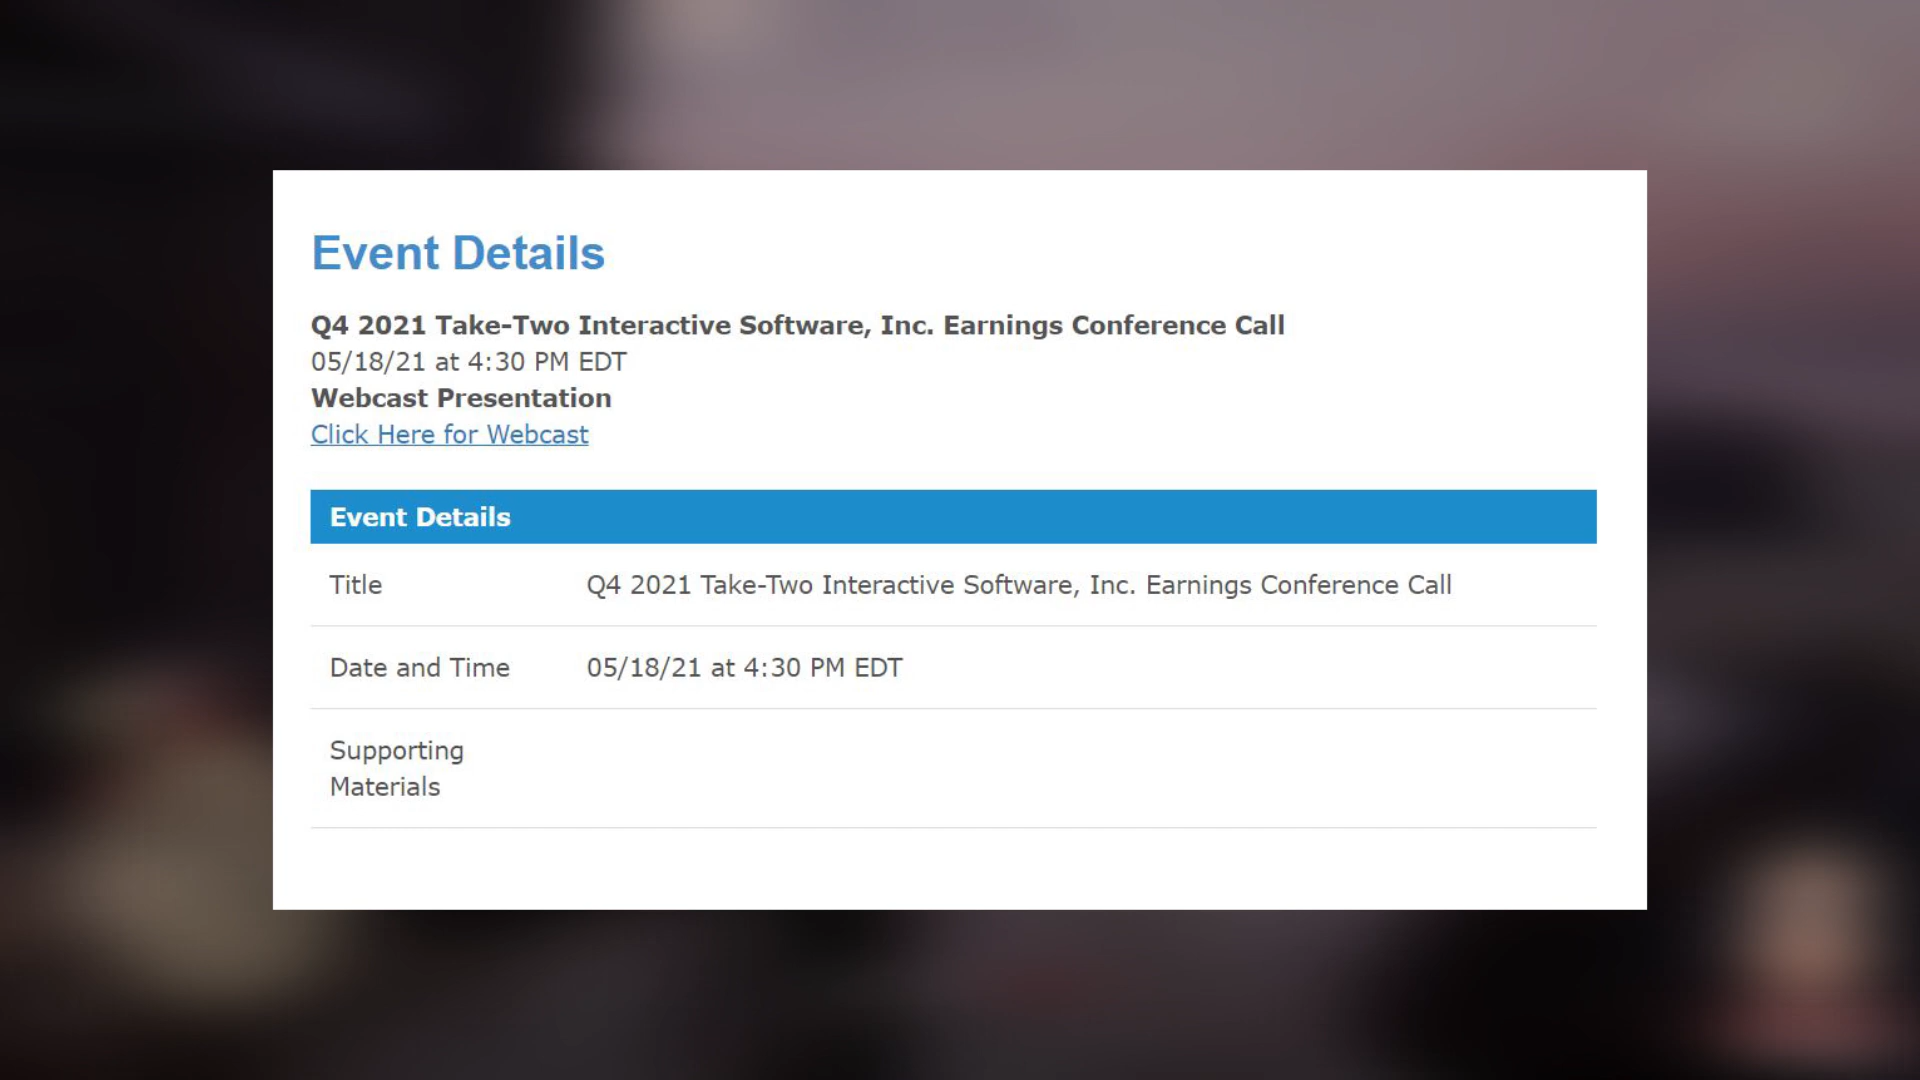 Event Details
Q4 2021 Take-Two Interactive Software, Inc. Earnings Conference Call
05/18/21 at 4:30 PM EDT
Webcast Presentation
Click Here for Webcast
Event Details
Title Q4 2021 Take-Two Interactive Software, Inc. Earnings Conference Call
Date and Time 05/18/21 at 4:30 PM EDT
Supporting
Materials